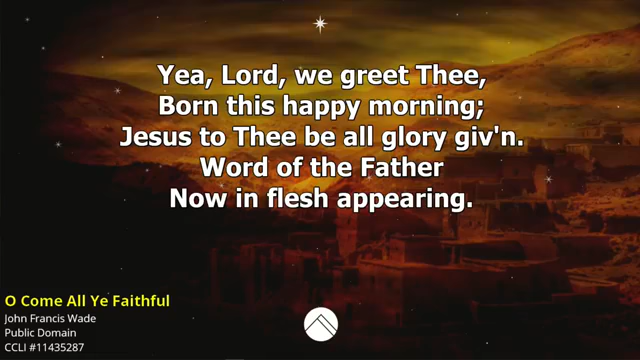 Yea, Lord, we greet Thee,
Born this happy morning;
Jesus to Thee be all glory giv'n.
Word of the Father
Now in flesh appearing.
O Come All Ye Faithful
John Francis Wade
Public Domain
CCLI #11435287